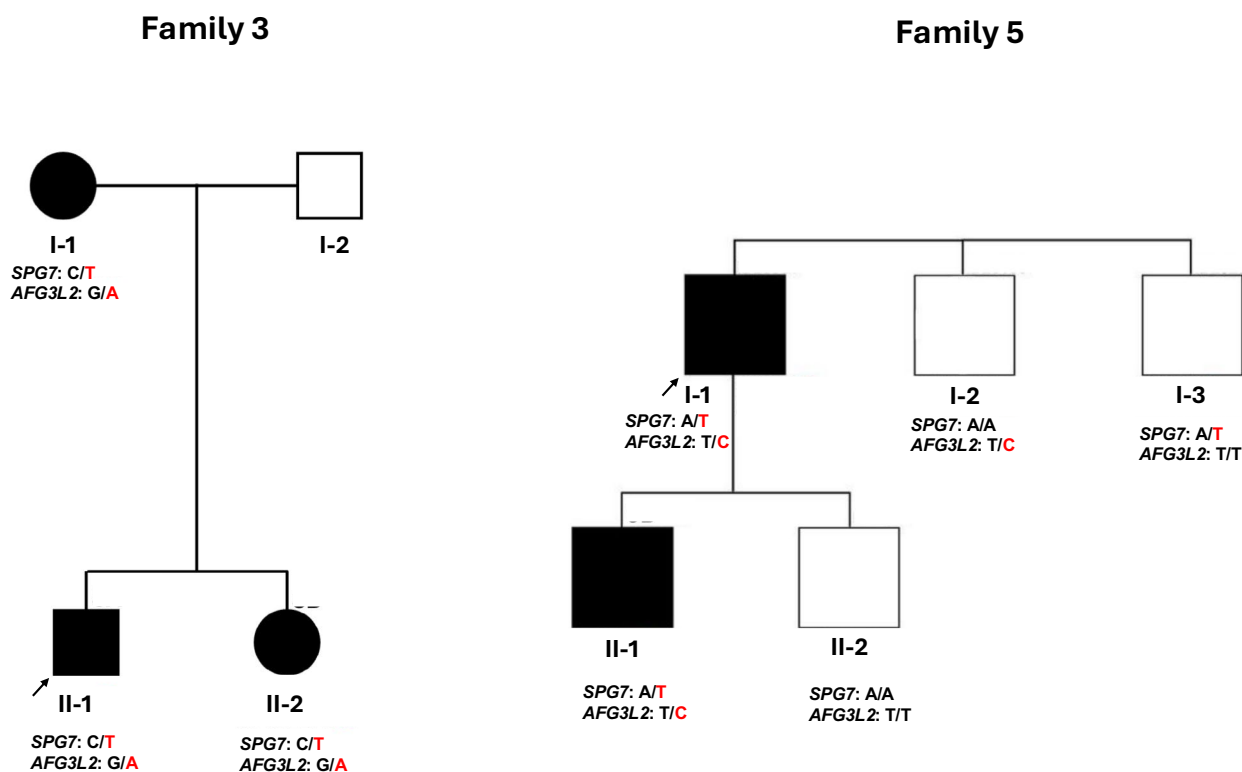 Family 3
Family 5
I-1
I-2
SPG7: C/T
AFG3L2: G/A
I-1
I-2
I-3
SPG7: A/T
AFG3L2: T/C
SPG7: A/A
AFG3L2: T/C
SPG7: A/T
AFG3L2: T/T
II-1
II-2
SPG7: C/T
AFG3L2: G/A
SPG7: C/T
AFG3L2: G/A
II-1
II-2
SPG7: A/T
AFG3L2: T/C
SPG7: A/A
AFG3L2: T/T